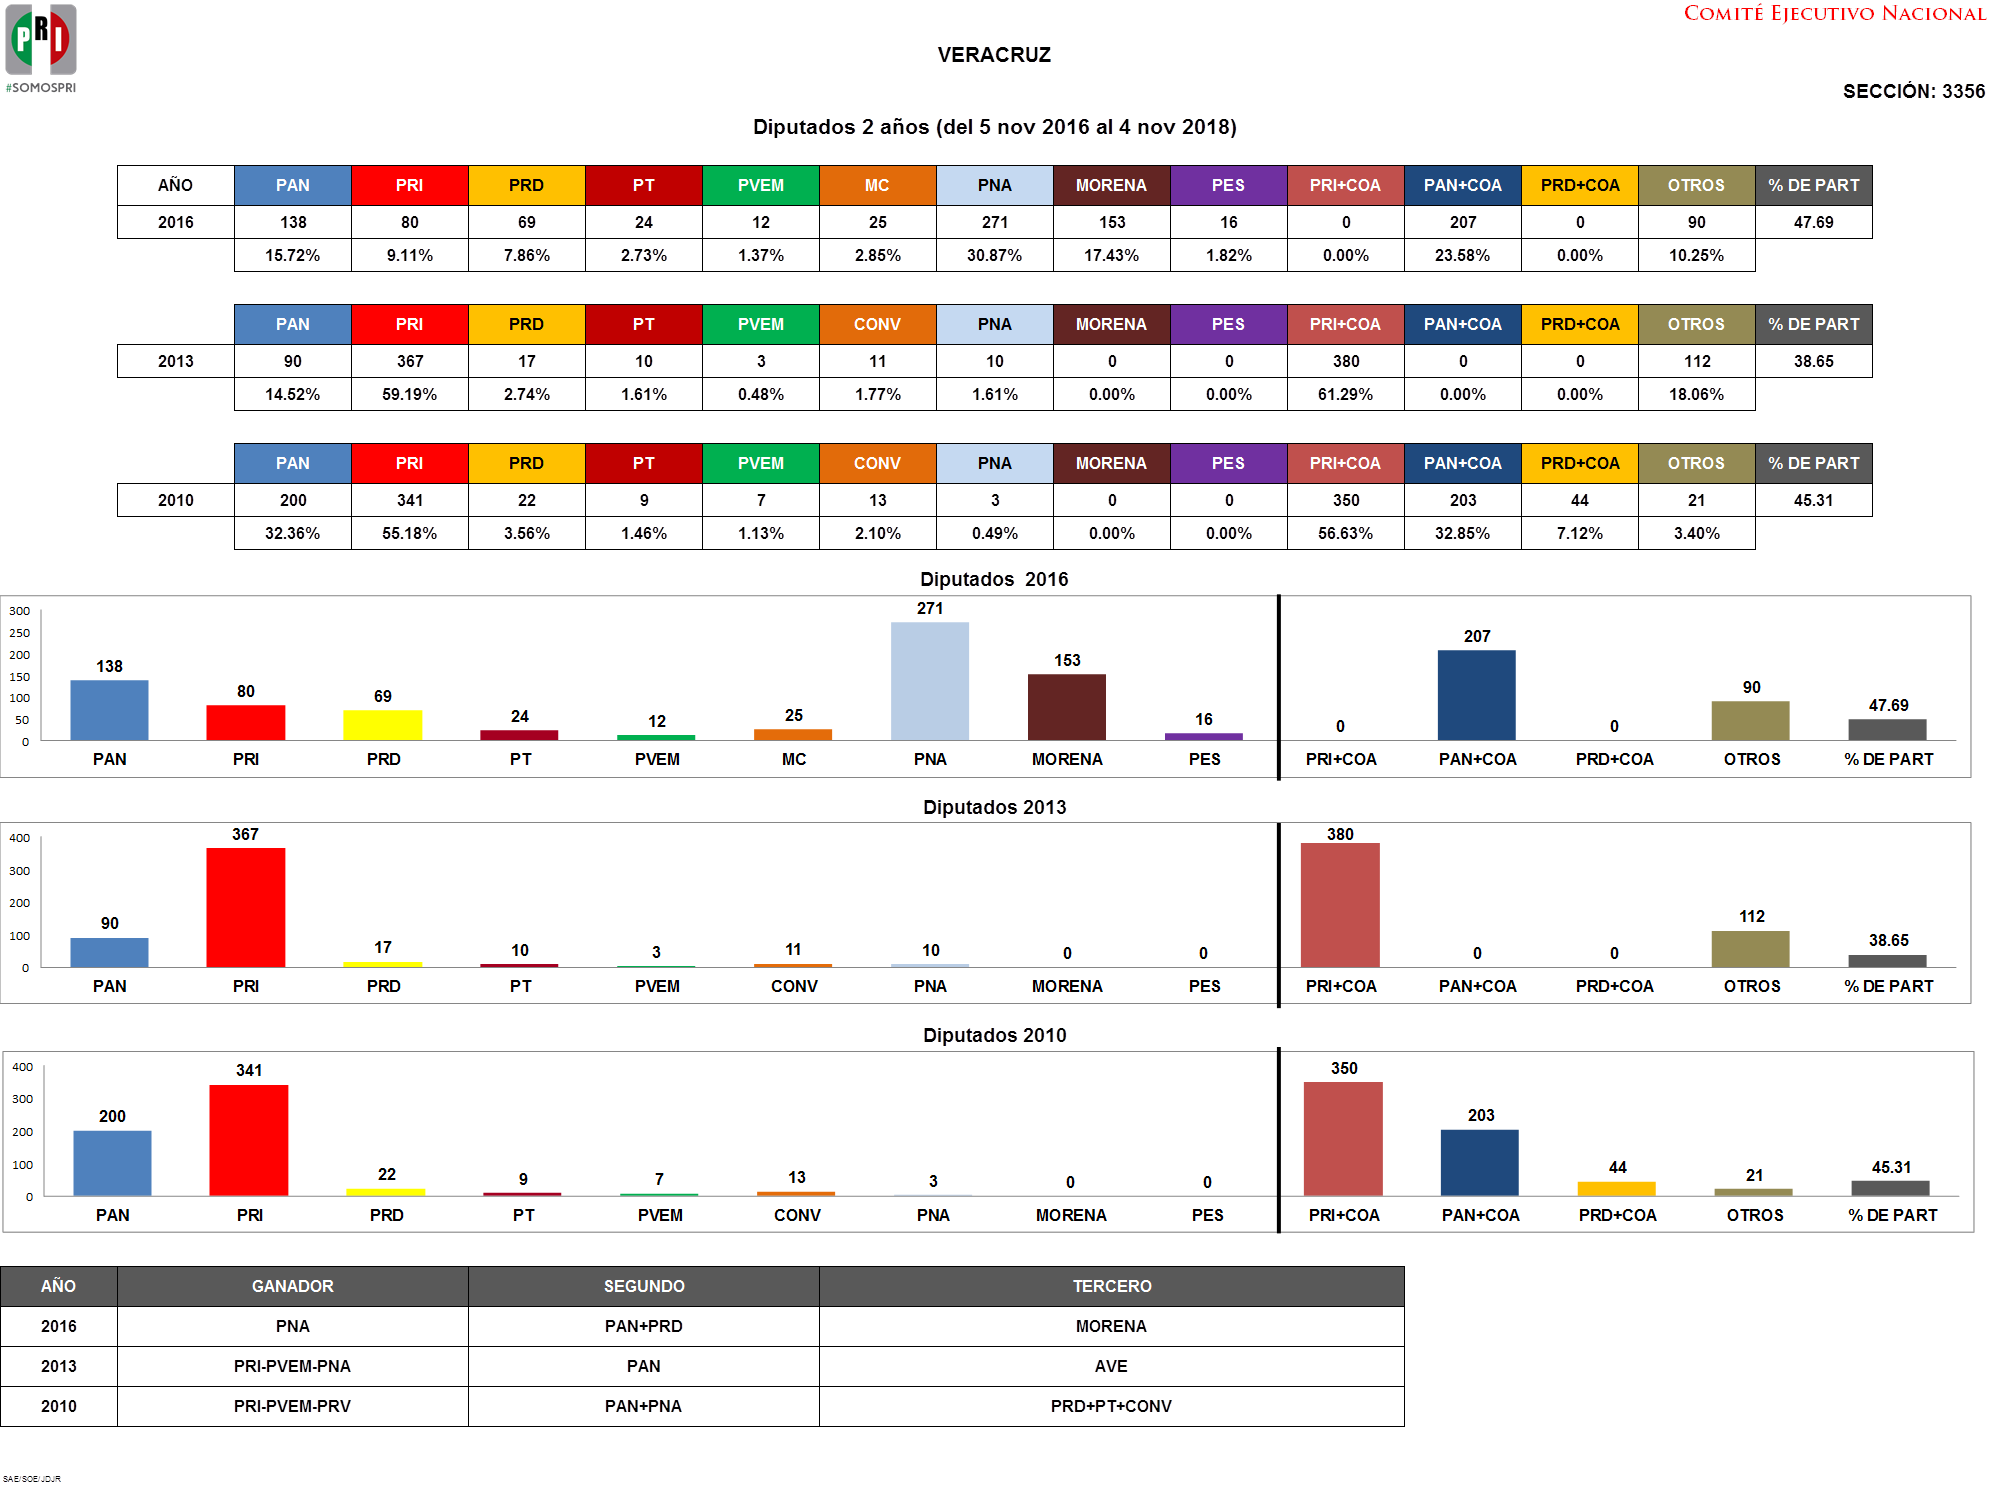 COMITÉ EJECUTIVO NACIONAL
PRI
#SOMOSPRI
VERACRUZ
SECCIÓN: 3356
Diputados 2 años (del 5 nov 2016 al 4 nov 2018)
AÑO PAN PRI PRD PT PVEM MC PNA MORENA PES PRI+COA PAN+COA PRD+COA OTROS % DE PART
2016 138 80 69 24 12 25 271 153 16 0 207 0 90 47.69
15.72% 9.11% 7.86% 2.73% 1.37% 2.85% 30.87% 17.43% 1.82% 0.00% 23.58% 0.00% 10.25%
PAN PRI PRD PT PVEM CONV PNA MORENA PES PRI+COA PAN+COA PRD+COA OTROS % DE PART
2013 90 367 17 10 3 11 10 0 0 380 0 0 112 38.65
14.52% 59.19% 2.74% 1.61% 0.48% 1.77% 1.61% 0.00% 0.00% 61.29% 0.00% 0.00% 18.06%
PAN PRI PRD PT PVEM CONV PNA MORENA PES PRI+COA PAN+COA PRD+COA OTROS % DE PART
2010 200 341 22 9 7 13 3 0 0 350 203 44 21 45.31
32.36% 55.18% 3.56% 1.46% 1.13% 2.10% 0.49% 0.00% 0.00% 56.63% 32.85% 7.12% 3.40%
Diputados 2016
300
250
200
150
100
50
0
138 80 69 24 12 25 271 153 16 0 207 0 90 47.69
PAN PRI PRD PT PVEM MC PNA MORENA PES PRI+COA PAN+COA PRD+COA OTROS % DE PART
Diputados 2013
400
300
200
100
0
90 367 17 10 3 11 10 0 0 380 0 0 112 38.65
PAN PRI PRD PT PVEM CONV PNA MORENA PES PRI+COA PAN+COA PRD+COA OTROS % DE PART
Diputados 2010
400
300
200
100
0
200 341 22 9 7 13 3 0 0 350 203 44 21 45.31
PAN PRI PRD PT PVEM CONV PNA MORENA PES PRI+COA PAN+COA PRD+COA OTROS % DE PART
AÑO GANADOR SEGUNDO TERCERO
2016 PNA PAN+PRD MORENA
2013 PRI-PVEM-PNA PAN AVE
2010 PRI-PVEM-PRV PAN+PNA PRD+PT+CONV
SAE/SOE/JDJR